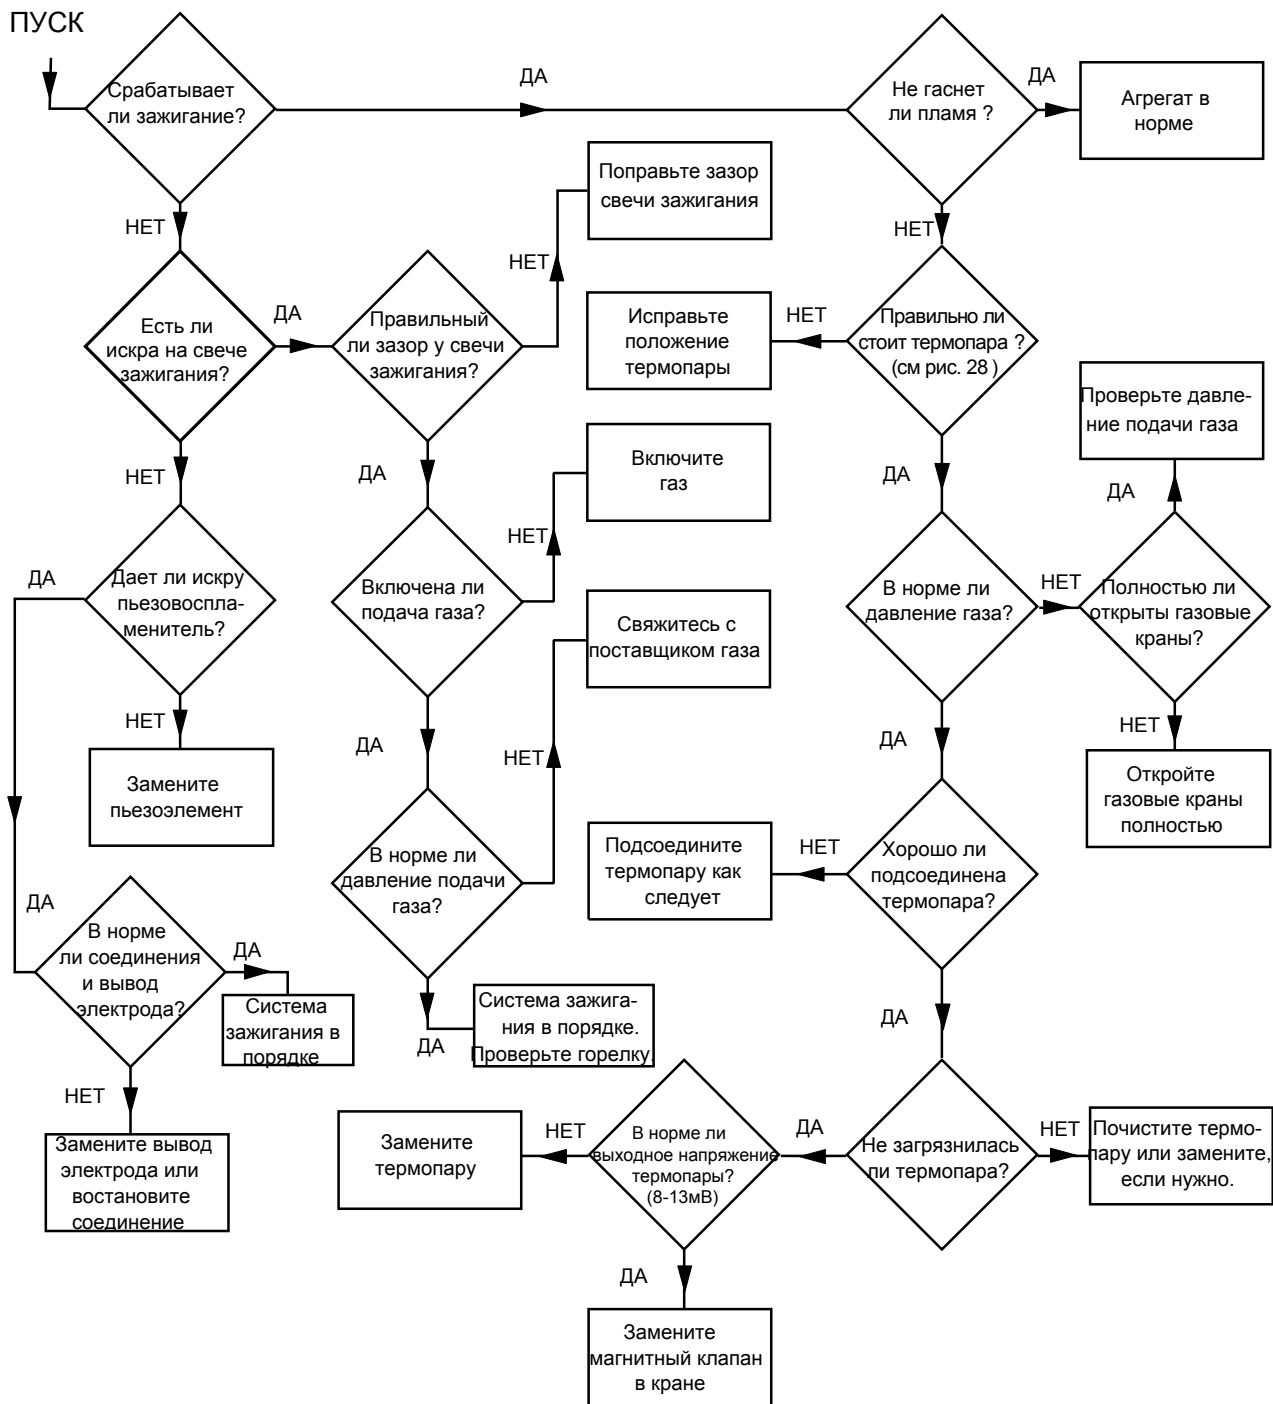 ПУСК
Срабатывает
ли зажигание?
ДА
Не гаснет
ли пламя ?
ДА
Агрегат в
норме
НЕТ
Поправьте зазор
свечи зажигания
НЕТ
НЕТ
Есть ли
искра на свече
зажигания?
ДА
Правильный
ли зазор у свечи
зажигания?
Исправьте
положение
термопары
НЕТ
Правильно ли
стоит термопара ?
(см рис. 28 )
Проверьте давле-
ние подачи газа
НЕТ
ДА
Включите
газ
ДА
ДА
Дает ли искру
пьезовоспла-
менитель?
ДА
Включена ли
подача газа?
НЕТ
В норме ли
давление газа?
НЕТ
Полностью ли
открыты газовые
краны?
Свяжитесь с
поставщиком газа
НЕТ
ДА
НЕТ
ДА
НЕТ
Замените
пьезоэлемент
Откройте
газовые краны
полностью
В норме ли
давление подачи
газа?
Подсоедините
термопару как
следует
НЕТ
Хорошо ли
подсоединена
термопара?
ДА
В норме
ли соединения
и вывод
электрода?
ДА
Система
зажигания в
порядке
ДА
Система зажига-
ния в порядке.
Проверьте горелку.
ДА
НЕТ
Замените вывод
электрода или
востановите
соединение
Замените
термопару
НЕТ
В норме ли
выходное напряжение
термопары?
(8-13мВ)
ДА
Не загрязнилась
ли термопара?
НЕТ
Почистите термо-
пару или замените,
если нужно.
ДА
Замените
магнитный клапан
в кране